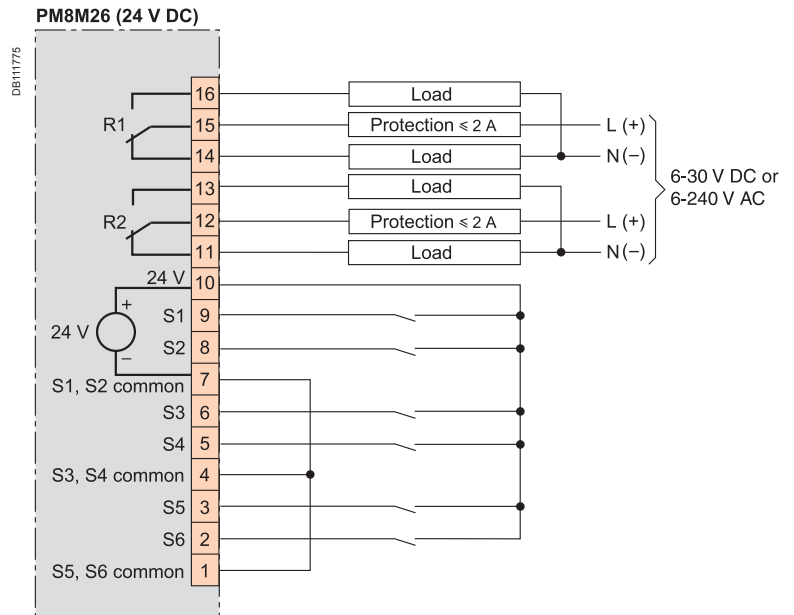 PM8M26 (24 V DC)
DB111775
16
Load
R1
15
Protection ≤ 2 A
L (+)
14
Load
N (−)
13
Load
6-30 V DC or
6-240 V AC
R2
12
Protection ≤ 2 A
L (+)
11
Load
N (−)
24 V
10
+
S1
9
24 V
S2
8
−
7
S1, S2 common
S3
6
S4
5
S3, S4 common
4
S5
3
S6
2
S5, S6 common
1